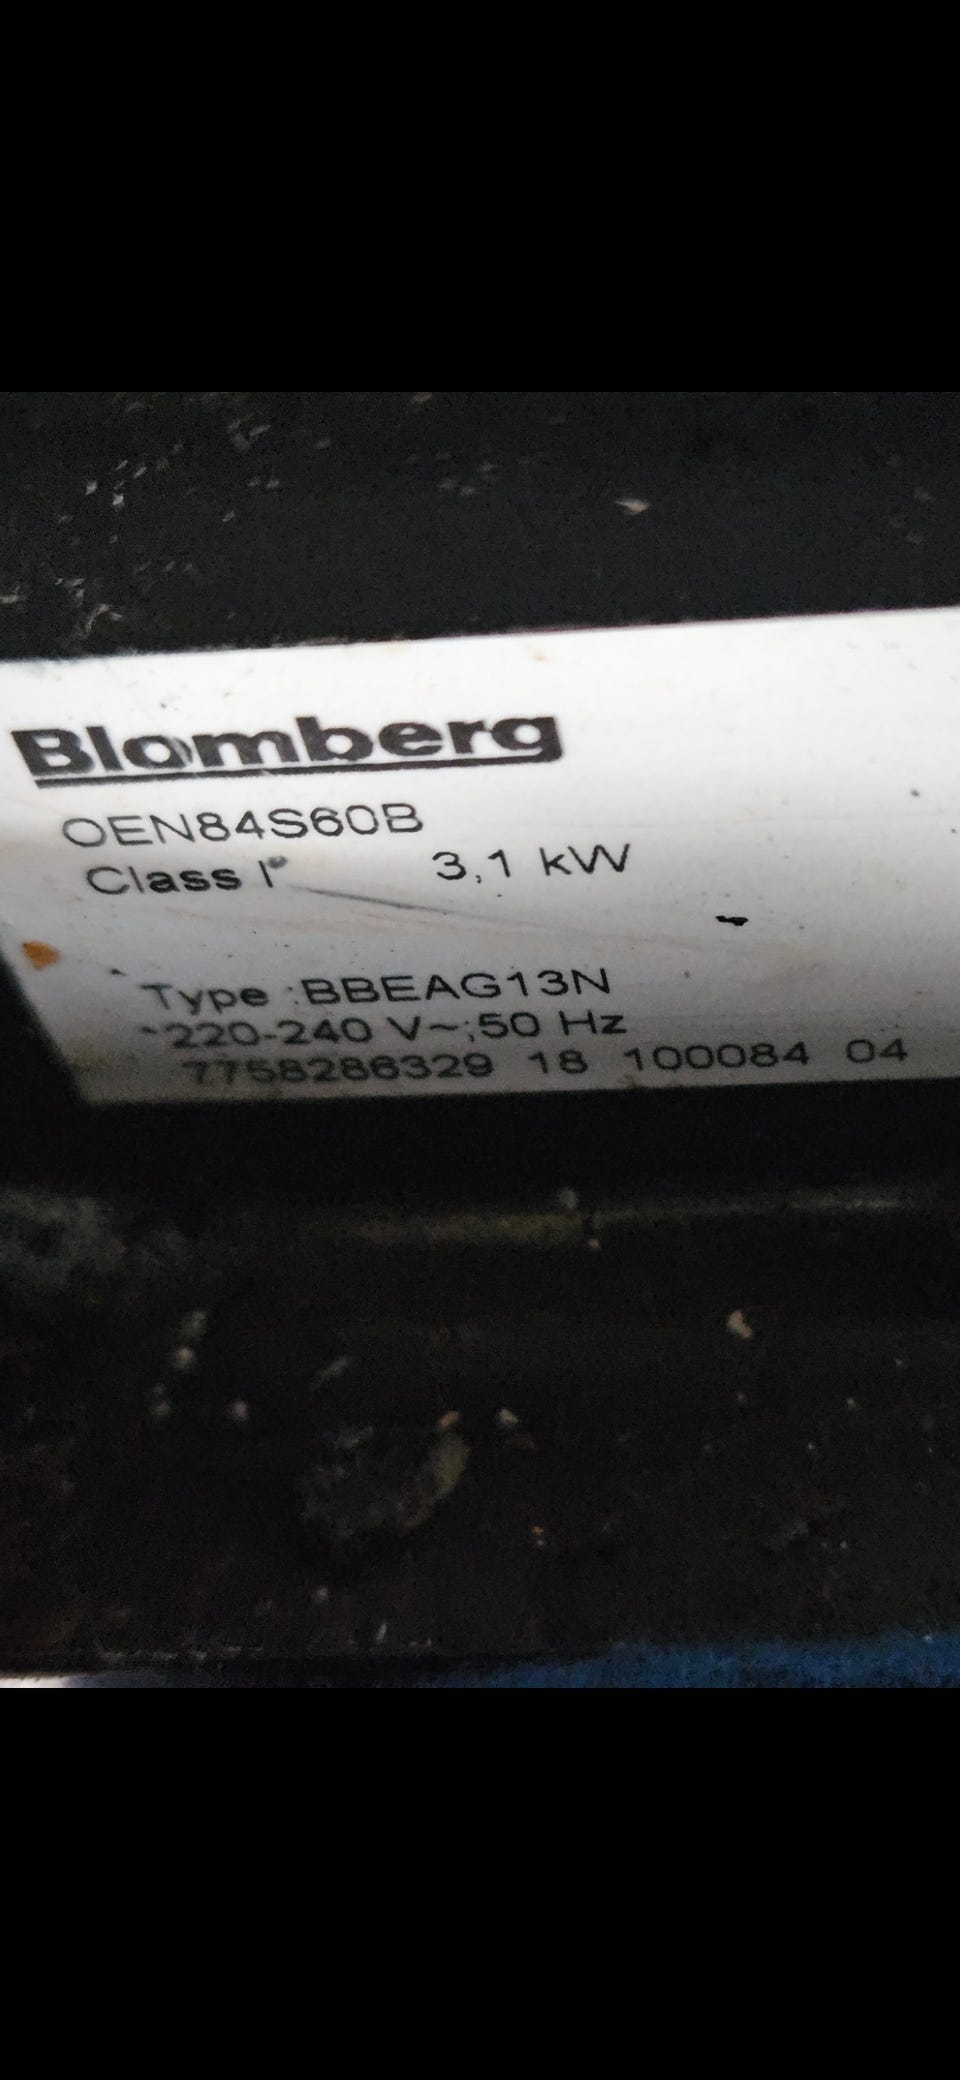 Blomberg
OEN84S60B
Class I 3,1 kW
Type :BBEAG13N
220-240 V~;50 Hz
7758286329 18 100084 04